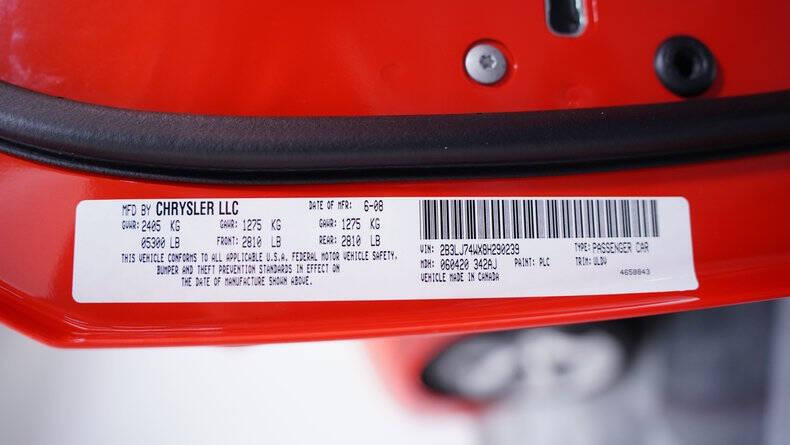 MFD BY CHRYSLER LLC DATE OF MFR: 6-08
GVWR: 2405 KG GAWR: 1275 KG GAWR: 1275 KG
05300 LB FRONT: 2810 LB REAR: 2810 LB
THIS VEHICLE CONFORMS TO ALL APPLICABLE U.S.A. FEDERAL MOTOR VEHICLE SAFETY,
BUMPER AND THEFT PREVENTION STANDARDS IN EFFECT ON
THE DATE OF MANUFACTURE SHOWN ABOVE.
VIN: 2B3LJ74WX8H290239 TYPE: PASSENGER CAR
MDH: 060420 342AJ PAINT: PLC TRIM: ULDV
VEHICLE MADE IN CANADA
4658843